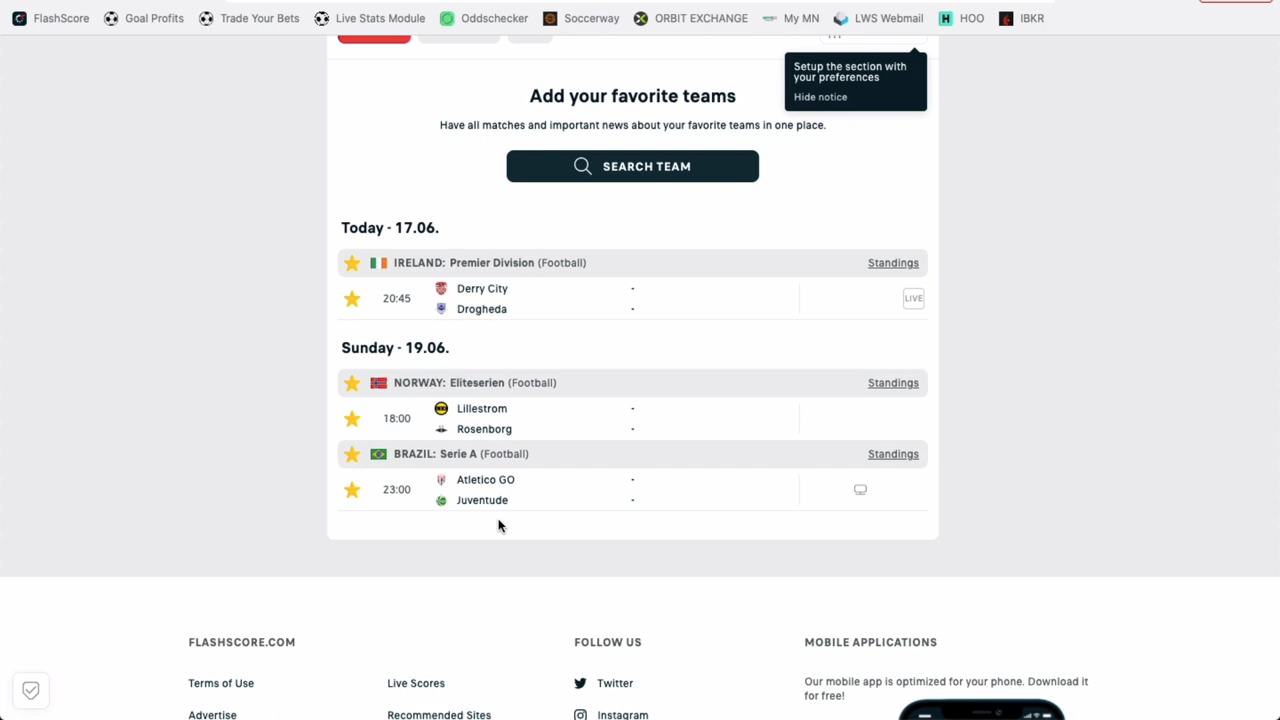 FlashScore
Goal Profits
Trade Your Bets
Live Stats Module
Oddschecker
Soccerway
ORBIT EXCHANGE
My MN
LWS Webmail
HOO
IBKR
Setup the section with
your preferences
Hide notice
Add your favorite teams
Have all matches and important news about your favorite teams in one place.
SEARCH TEAM
Today - 17.06.
IRELAND: Premier Division (Football) Standings
20:45 Derry City -
Drogheda -
LIVE
Sunday - 19.06.
NORWAY: Eliteserien (Football) Standings
18:00 Lillestrom -
Rosenborg -
BRAZIL: Serie A (Football) Standings
23:00 Atletico GO -
Juventude -
FLASHSCORE.COM
Terms of Use
Live Scores
Advertise
Recommended Sites
FOLLOW US
Twitter
Instagram
MOBILE APPLICATIONS
Our mobile app is optimized for your phone. Download it
for free!